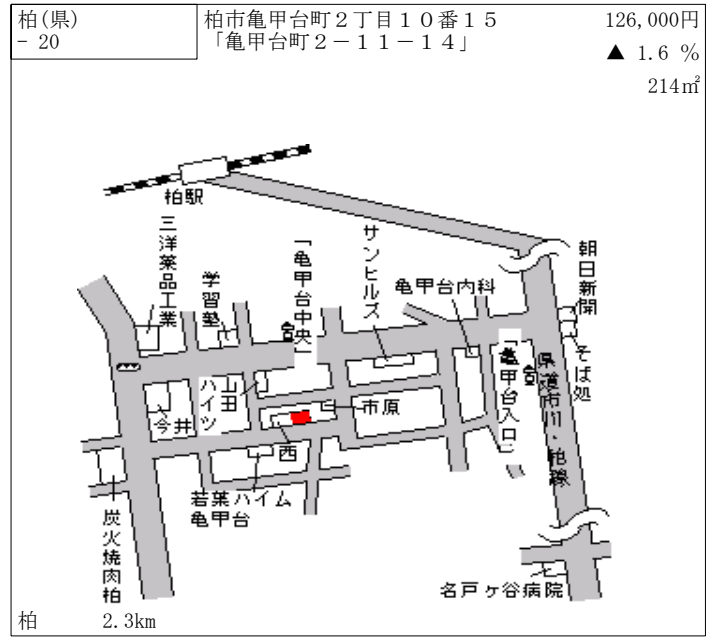 柏(県)
- 20
柏市亀甲台町２丁目１０番１５
「亀甲台町２－１１－１４」
126,000円
▲ 1.6 %
214㎡
柏駅
三洋薬品工業
学習塾
「亀甲台中央」
サンヒルズ
亀甲台内科
朝日新聞
そば処
「亀甲台入口」
県道市川・柏線
山田
ハイツ
今井
市原
西
若葉ハイム
亀甲台
炭火焼肉柏
名戸ヶ谷病院
柏 2.3km